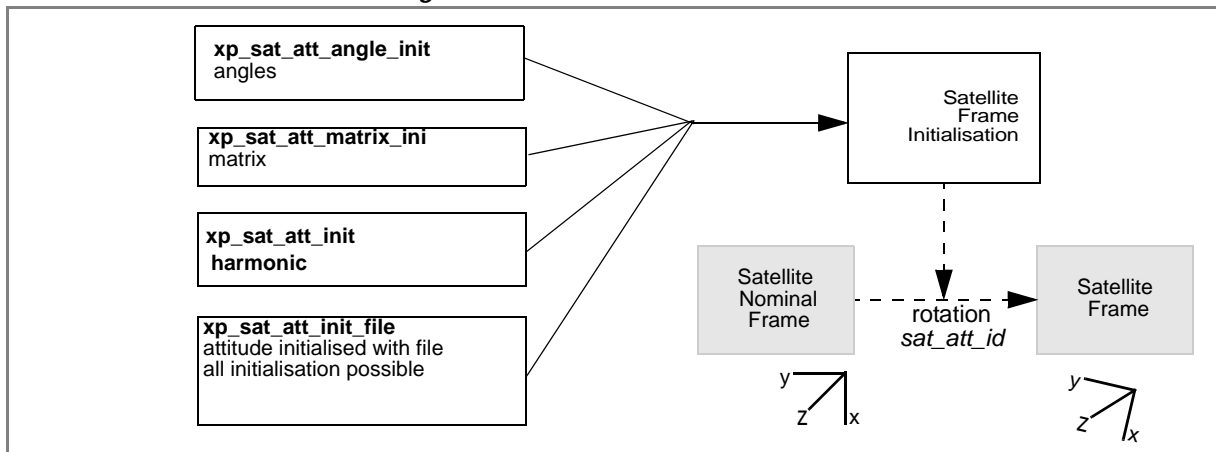 xp_sat_att_angle_init
angles
xp_sat_att_matrix_ini
matrix
xp_sat_att_init
harmonic
xp_sat_att_init_file
attitude initialised with file
all initialisation possible
Satellite
Frame
Initialisation
Satellite
Nominal
Frame
rotation
sat_att_id
Satellite
Frame
y
z
x
y
z
x